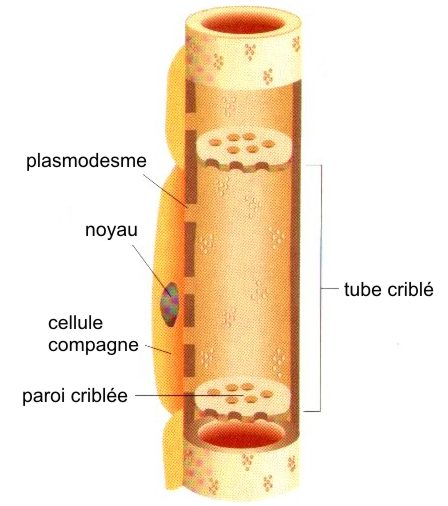 plasmodesme
noyau
tube criblé
cellule
compagne
paroi criblée